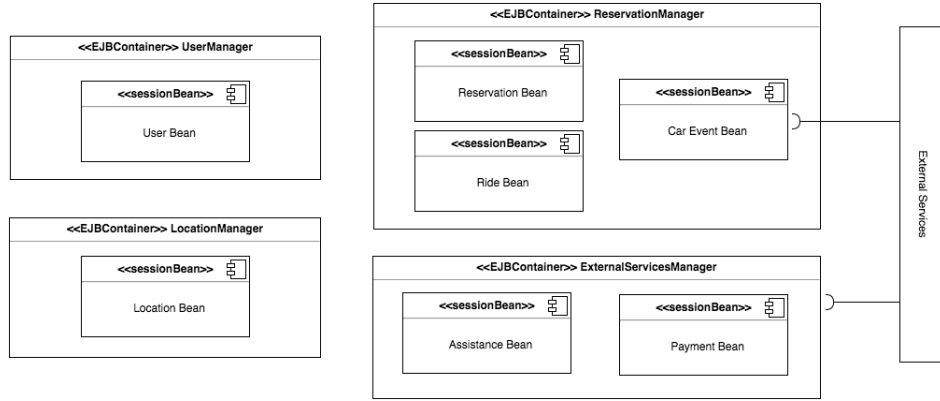 <<EJBContainer>> UserManager
<<sessionBean>>
User Bean
<<EJBContainer>> LocationManager
<<sessionBean>>
Location Bean
<<EJBContainer>> ReservationManager
<<sessionBean>>
Reservation Bean
<<sessionBean>>
Ride Bean
<<sessionBean>>
Car Event Bean
<<EJBContainer>> ExternalServicesManager
<<sessionBean>>
Assistance Bean
<<sessionBean>>
Payment Bean
External Services